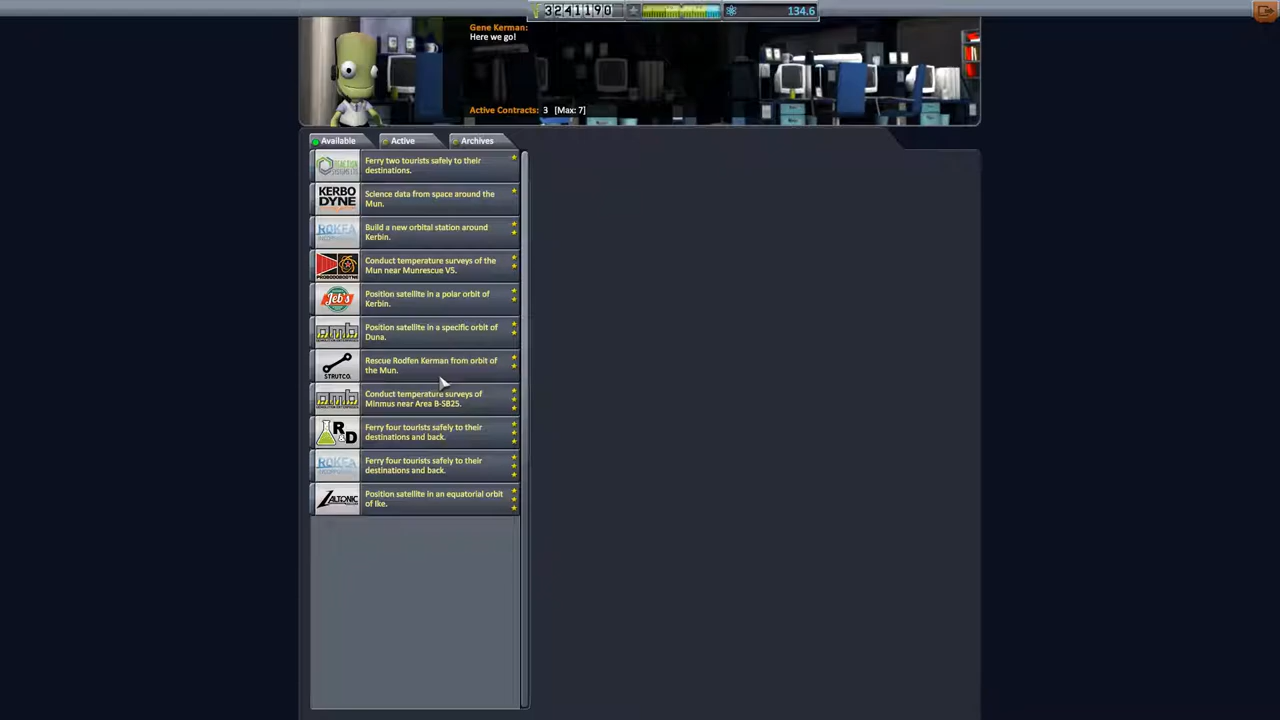 3241190
134.6
Gene Kerman:
Here we go!
Active Contracts: 3 [Max: 7]
Available
Active
Archives
Ferry two tourists safely to their
destinations.
KERBO
DYNE
Science data from space around the
Mun.
ROKEA
Build a new orbital station around
Kerbin.
PROBODOBODYNE
Conduct temperature surveys of the
Mun near Munrescue V5.
Jeb's
Position satellite in a polar orbit of
Kerbin.
Position satellite in a specific orbit of
Duna.
STRUTCO.
Rescue Rodfen Kerman from orbit of
the Mun.
Conduct temperature surveys of
Minmus near Area B-SB25.
R&D
Ferry four tourists safely to their
destinations and back.
ROKEA
Ferry four tourists safely to their
destinations and back.
ZALTONIC
Position satellite in an equatorial orbit
of Ike.